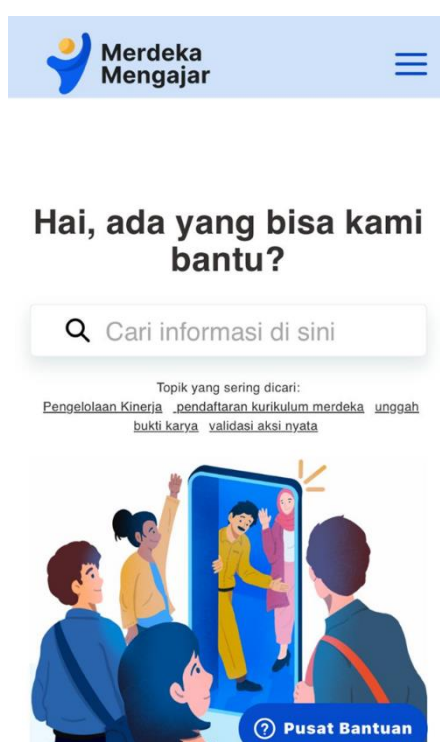 Merdeka
Mengajar
Hai, ada yang bisa kami
bantu?
Cari informasi di sini
Topik yang sering dicari:
Pengelolaan Kinerja pendaftaran kurikulum merdeka unggah
bukti karya validasi aksi nyata
Pusat Bantuan